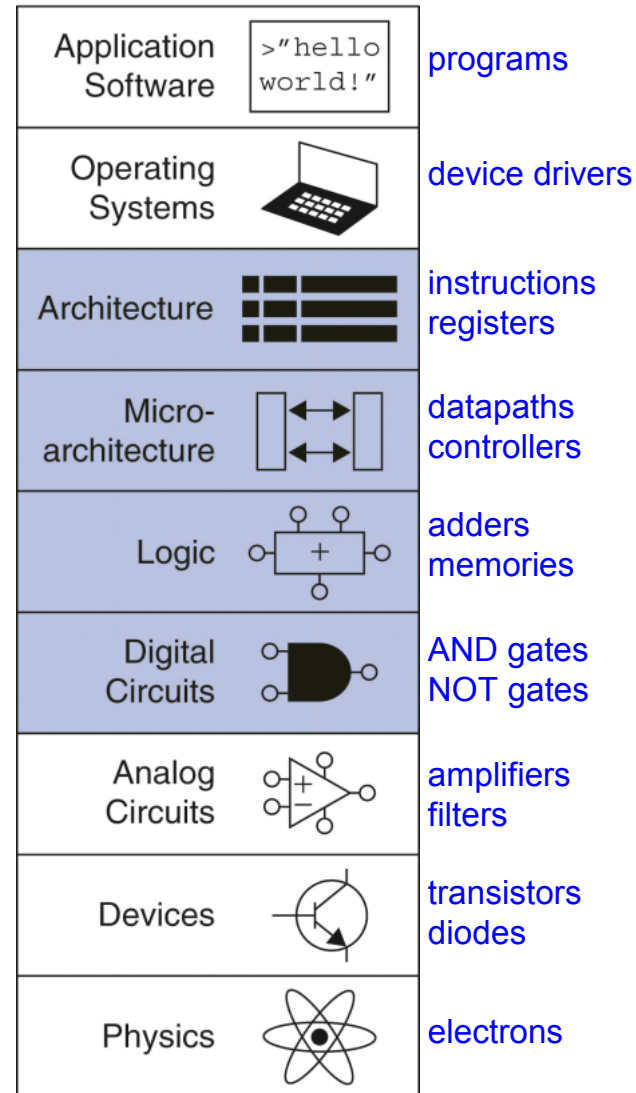 Application
Software
>"hello
world!"
programs
Operating
Systems
device drivers
Architecture
instructions
registers
Micro-
architecture
datapaths
controllers
Logic
+
adders
memories
Digital
Circuits
AND gates
NOT gates
Analog
Circuits
+
−
amplifiers
filters
Devices
transistors
diodes
Physics
electrons